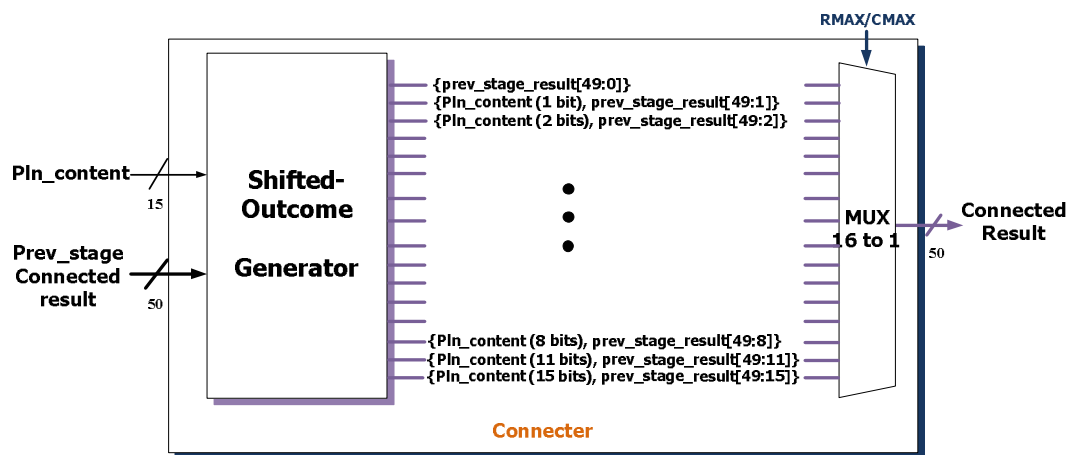 RMAX/CMAX
{prev_stage_result[49:0]}
{Pln_content (1 bit), prev_stage_result[49:1]}
{Pln_content (2 bits), prev_stage_result[49:2]}
Pln_content
15
Shifted-
Outcome
Generator
Prev_stage
Connected
result
50
MUX
16 to 1
Connected
Result
50
{Pln_content (8 bits), prev_stage_result[49:8]}
{Pln_content (11 bits), prev_stage_result[49:11]}
{Pln_content (15 bits), prev_stage_result[49:15]}
Connecter